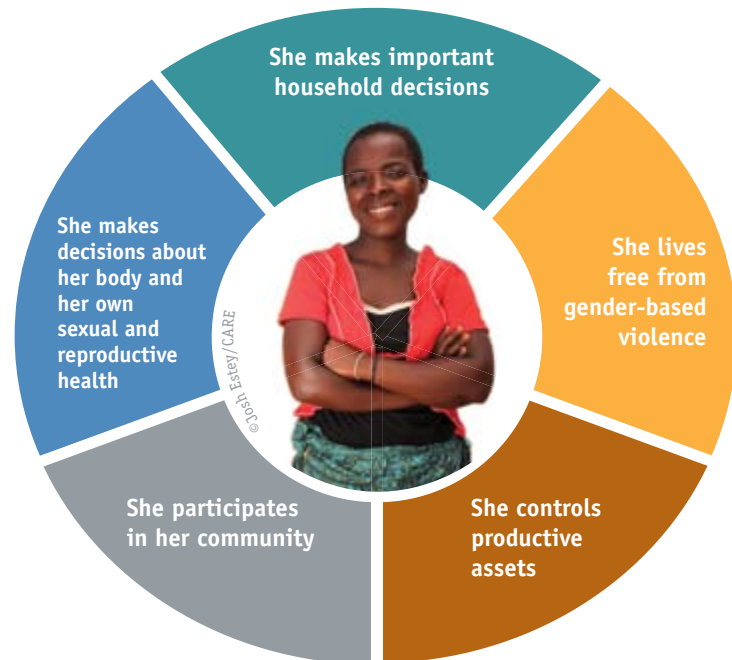 She makes important
household decisions
She lives
free from
gender-based
violence
She controls
productive
assets
She participates
in her community
She makes
decisions about
her body and
her own
sexual and
reproductive
health
©Josh Estey/CARE